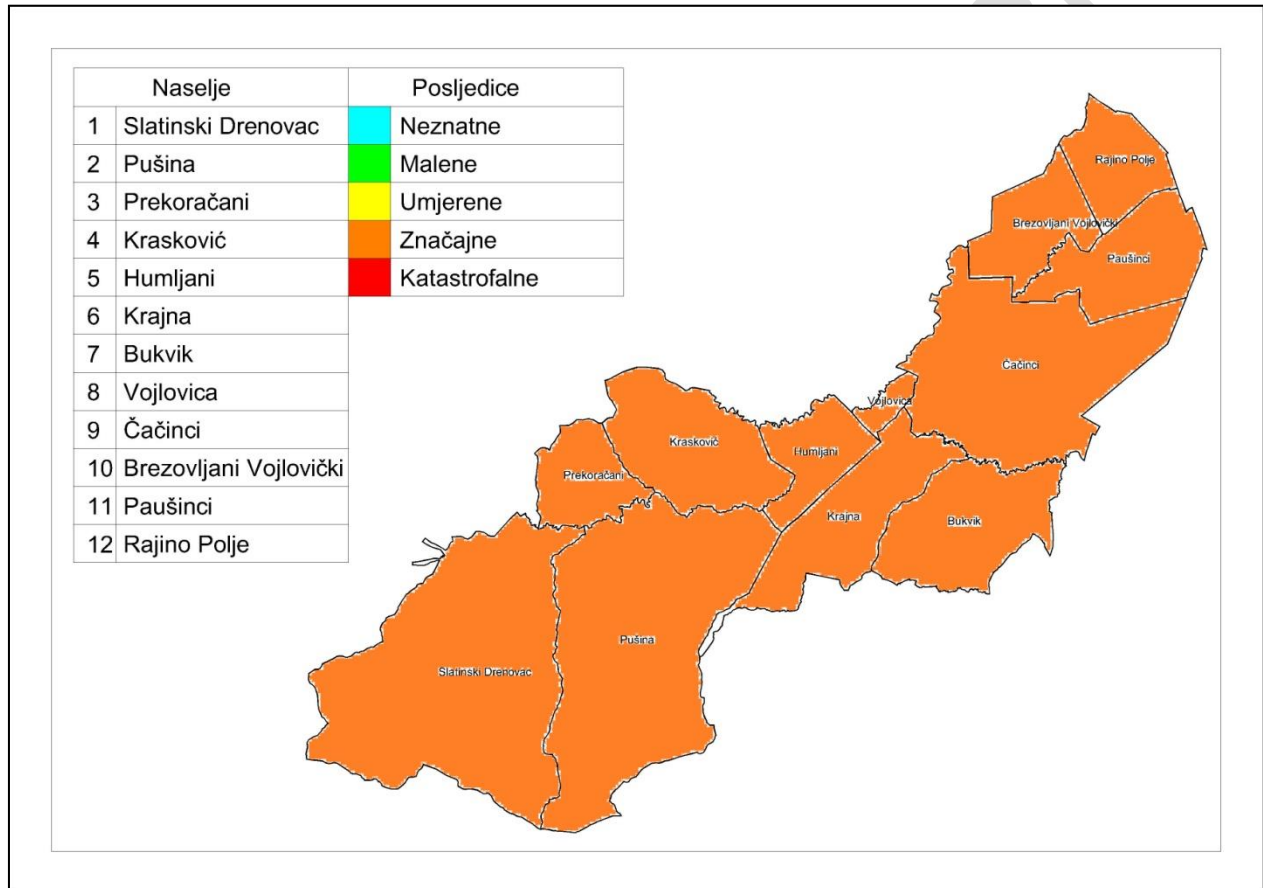 Naselje Posljedice
1 Slatinski Drenovac Neznatne
2 Pušina Malene
3 Prekoračani Umjerene
4 Krasković Značajne
5 Humljani Katastrofalne
6 Krajna
7 Bukvik
8 Vojlovica
9 Čačinci
10 Brezovljani Vojlovički
11 Paušinci
12 Rajino Polje
Rajino Polje
Brezovljani Vojlovički
Paušinci
Čačinci
Vojlovica
Krasković
Humljani
Prekoračani
Krajna
Bukvik
Pušina
Slatinski Drenovac